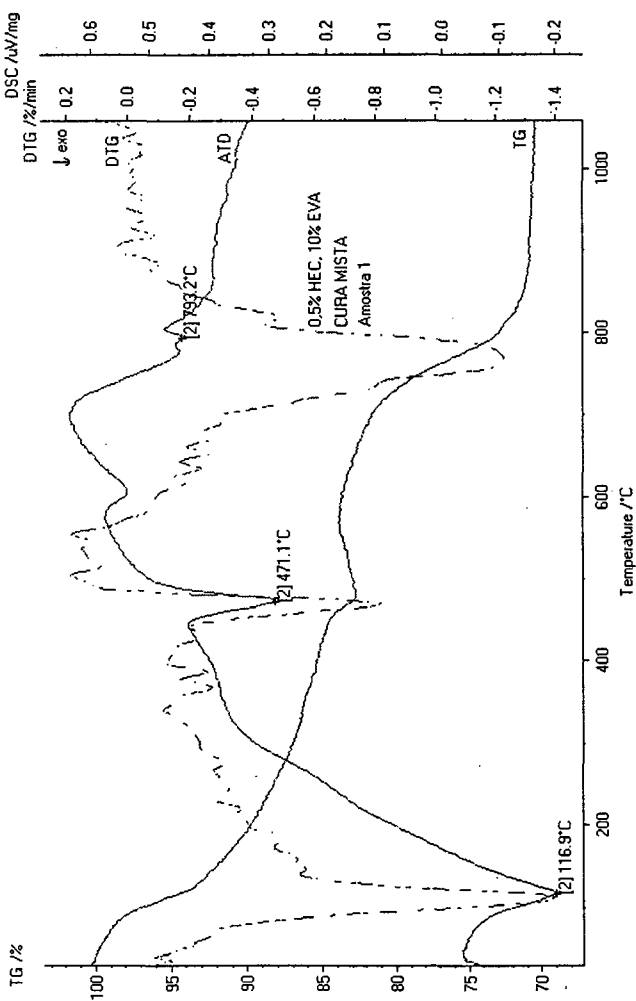 TG /%
100
95
90
85
80
75
70
DSC /uV/mg
0.6
0.5
0.4
0.3
0.2
0.1
0.0
-0.1
-0.2
DTG /%/min
0.2
0.0
-0.2
-0.4
-0.6
-0.8
-1.0
-1.2
-1.4
↓ exo
DTG
ATD
TG
[2] 793.2°C
0,5% HEC, 10% EVA
CURA MISTA
Amostra 1
[2] 471.1°C
[2] 116.9°C
200
400
600
800
1000
Temperature /°C